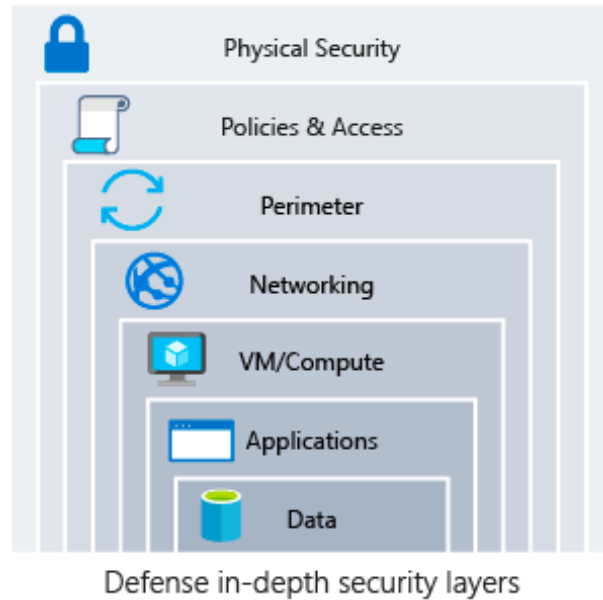 Physical Security
Policies & Access
Perimeter
Networking
VM/Compute
Applications
Data
Defense in-depth security layers